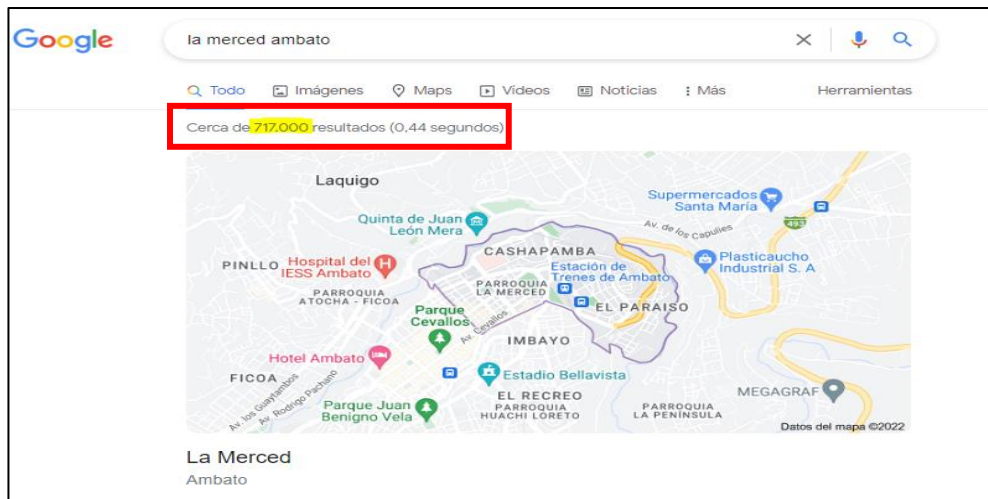 Google
la merced ambato
Todo Imágenes Maps Videos Noticias Más Herramientas
Cerca de 717.000 resultados (0,44 segundos)
Laquigo
Supermercados
Santa María
Quinta de Juan
León Mera
Av. de los Capulies
493
CASHAPAMBA
PINLLO
Hospital del
IESS Ambato
Estación de
Trenes de Ambato
Plasticaucho
Industrial S. A
PARROQUIA
LA MERCED
PARROQUIA
ATOCHA - FICOA
EL PARAISO
Parque
Cevallos
Av. Cevallos
IMBAYO
Hotel Ambato
FICOA
Estadio Bellavista
Av. los Guaytambos
Av. Rodrigo Pachano
MEGAGRAF
EL RECREO
Parque Juan
Benigno Vela
PARROQUIA
HUACHI LORETO
PARROQUIA
LA PENÍNSULA
Datos del mapa ©2022
La Merced
Ambato